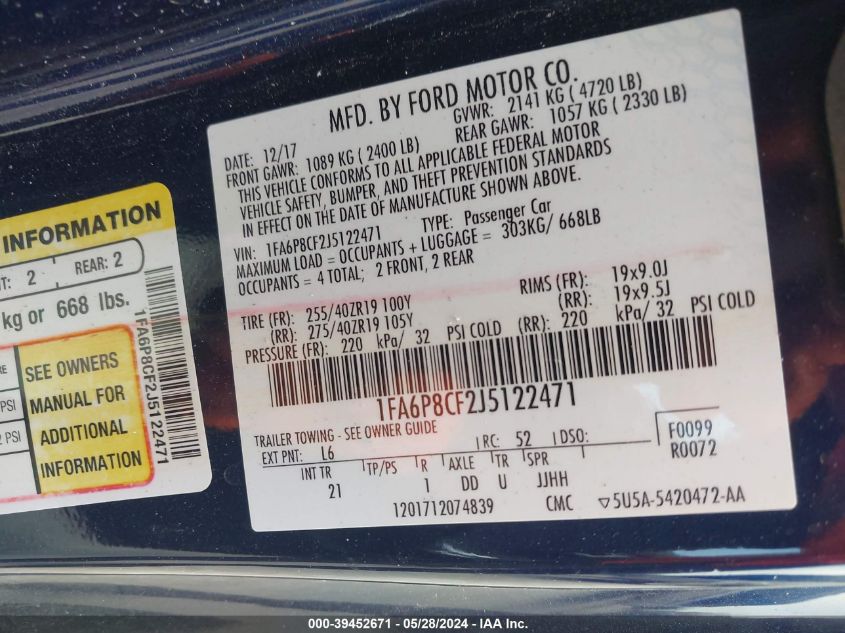 MFD. BY FORD MOTOR CO.
DATE: 12/17 GVWR: 2141 KG ( 4720 LB)
FRONT GAWR: 1089 KG ( 2400 LB) REAR GAWR: 1057 KG ( 2330 LB)
THIS VEHICLE CONFORMS TO ALL APPLICABLE FEDERAL MOTOR
VEHICLE SAFETY, BUMPER, AND THEFT PREVENTION STANDARDS
IN EFFECT ON THE DATE OF MANUFACTURE SHOWN ABOVE.
VIN: 1FA6P8CF2J5122471 TYPE: Passenger Car
MAXIMUM LOAD = OCCUPANTS + LUGGAGE = 303KG/ 668LB
OCCUPANTS = 4 TOTAL; 2 FRONT, 2 REAR
TIRE (FR): 255/40ZR19 100Y RIMS (FR): 19x9.0J
(RR): 275/40ZR19 105Y (RR): 19x9.5J
PRESSURE (FR): 220 kPa/ 32 PSI COLD (RR): 220 kPa/ 32 PSI COLD
1FA6P8CF2J5122471
TRAILER TOWING - SEE OWNER GUIDE
EXT PNT: L6 RC: 52 DSO: F0099
R0072
INT TR TP/PS R AXLE TR SPR
21 1 DD U JJHH
1201712074839 CMC ▽5U5A-5420472-AA
INFORMATION
2 REAR: 2
kg or 668 lbs.
SEE OWNERS
MANUAL FOR
ADDITIONAL
INFORMATION
PSI
PSI
1FA6P8CF2J5122471
000-39452671 - 05/28/2024 - IAA Inc.